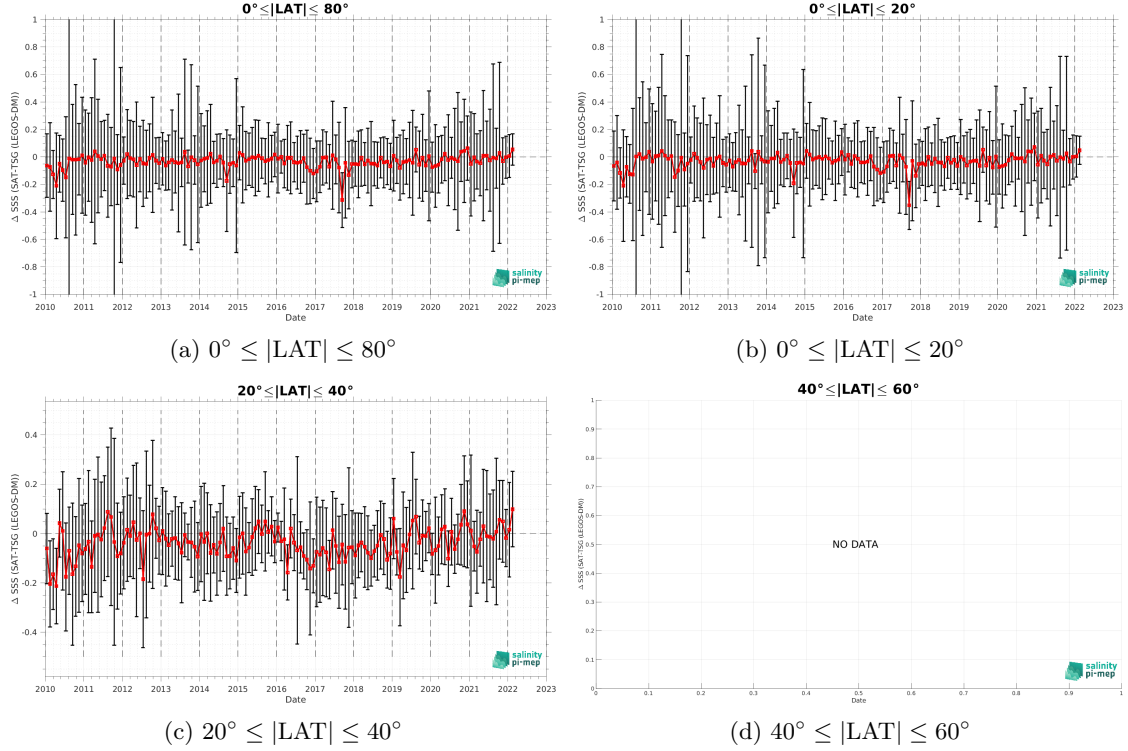 0°≤|LAT|≤ 80°
Δ SSS (SAT-TSG (LEGOS-DM))
1
0.8
0.6
0.4
0.2
0
-0.2
-0.4
-0.6
-0.8
-1
2010 2011 2012 2013 2014 2015 2016 2017 2018 2019 2020 2021 2022 2023
Date
salinity
pi-mep
(a) 0° ≤ |LAT| ≤ 80°
0°≤|LAT|≤ 20°
Δ SSS (SAT-TSG (LEGOS-DM))
1
0.8
0.6
0.4
0.2
0
-0.2
-0.4
-0.6
-0.8
-1
2010 2011 2012 2013 2014 2015 2016 2017 2018 2019 2020 2021 2022 2023
Date
salinity
pi-mep
(b) 0° ≤ |LAT| ≤ 20°
20°≤|LAT|≤ 40°
Δ SSS (SAT-TSG (LEGOS-DM))
0.4
0.2
0
-0.2
-0.4
2010 2011 2012 2013 2014 2015 2016 2017 2018 2019 2020 2021 2022 2023
Date
salinity
pi-mep
(c) 20° ≤ |LAT| ≤ 40°
40°≤|LAT|≤ 60°
Δ SSS (SAT-TSG (LEGOS-DM))
1
0.9
0.8
0.7
0.6
0.5
0.4
0.3
0.2
0.1
0
NO DATA
0 0.1 0.2 0.3 0.4 0.5 0.6 0.7 0.8 0.9 1
Date
salinity
pi-mep
(d) 40° ≤ |LAT| ≤ 60°